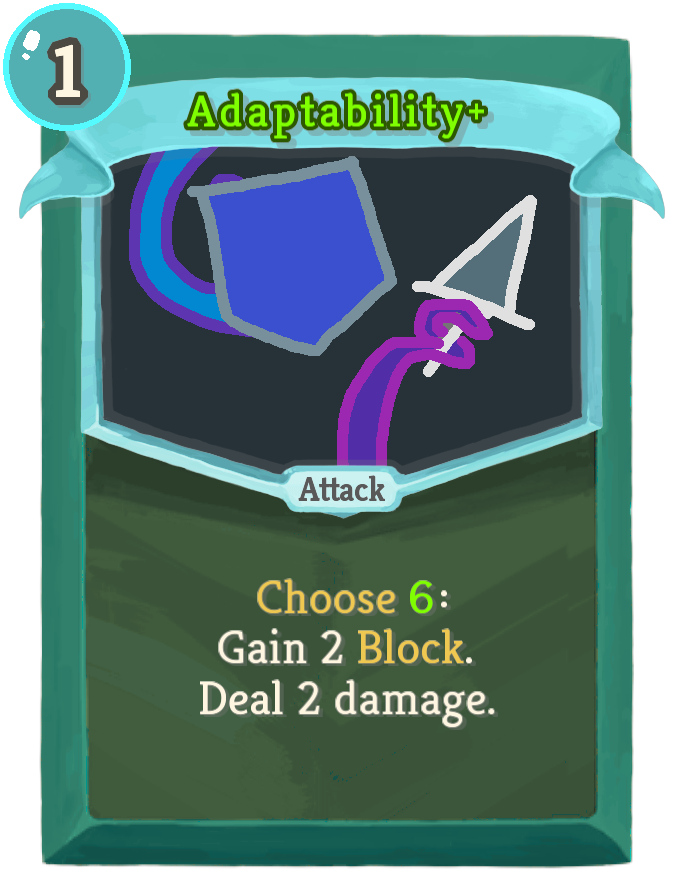 1
Adaptability+
Attack
Choose 6:
Gain 2 Block.
Deal 2 damage.